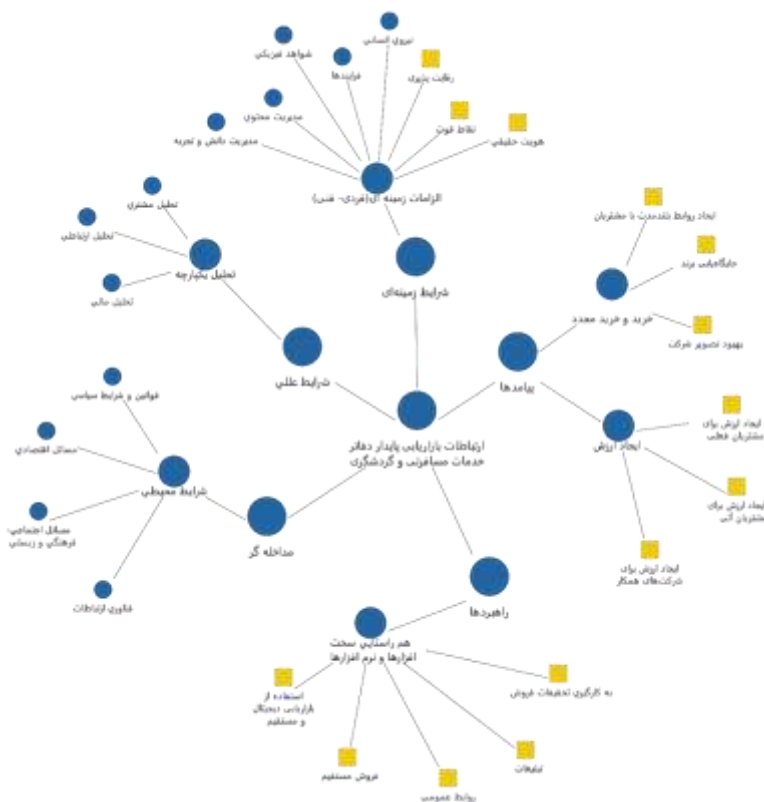 نیروی انسانی
شواهد فیزیکی
فرایندها
رقابت پذیری
مدیریت محتوی
نقاط قوت
مدیریت دانش و تجربه
هویت حقیقی
الزامات زمینه ای(فردی- فنی)
تحلیل مشتری
تحلیل ارتباطی
تحلیل یکپارچه
تحلیل مالی
شرایط زمینه‌ای
ایجاد روابط بلندمدت با مشتریان
جایگاهیابی برند
خرید و خرید مجدد
بهبود تصویر شرکت
شرایط عللی
پیامدها
قوانین و شرایط سیاسی
ارتباطات بازاریابی پایدار دفاتر
خدمات مسافرتی و گردشگری
ایجاد ارزش برای
مشتریان فعلی
ایجاد ارزش
مسائل اقتصادی
شرایط محیطی
ایجاد ارزش برای
مشتریان آتی
مسائل اجتماعی-
فرهنگی و زیستی
مداخله گر
ایجاد ارزش برای
شرکت‌های همکار
فناوری ارتباطات
راهبردها
هم راستایی سخت
افزارها و نرم افزارها
به کارگیری تخفیفات فروش
استفاده از
بازاریابی دیجیتال
و مستقیم
فروش مستقیم
تبلیغات
روابط عمومی